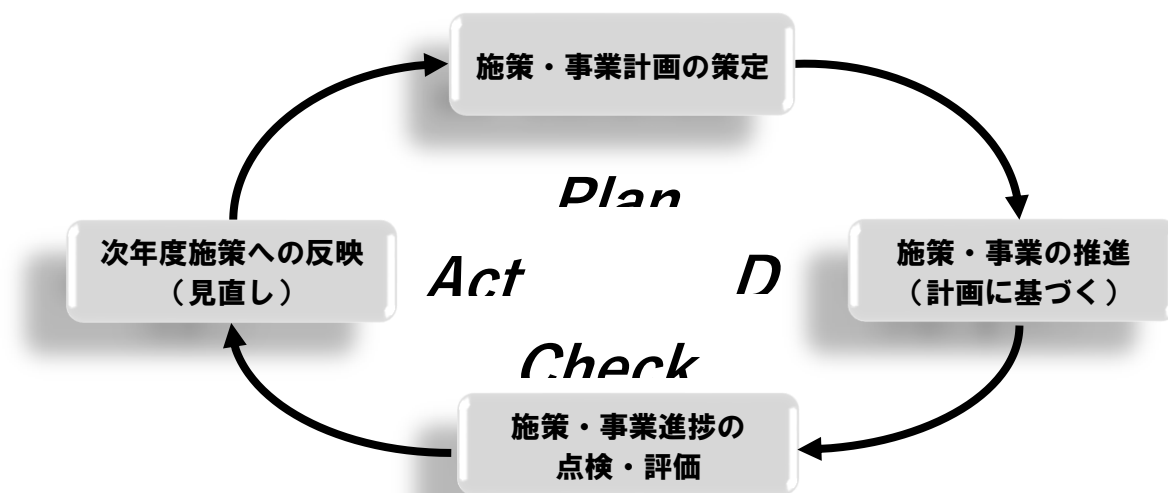 施策・事業計画の策定
Plan
次年度施策への反映
（見直し）
Act
D
施策・事業の推進
（計画に基づく）
Check
施策・事業進捗の
点検・評価